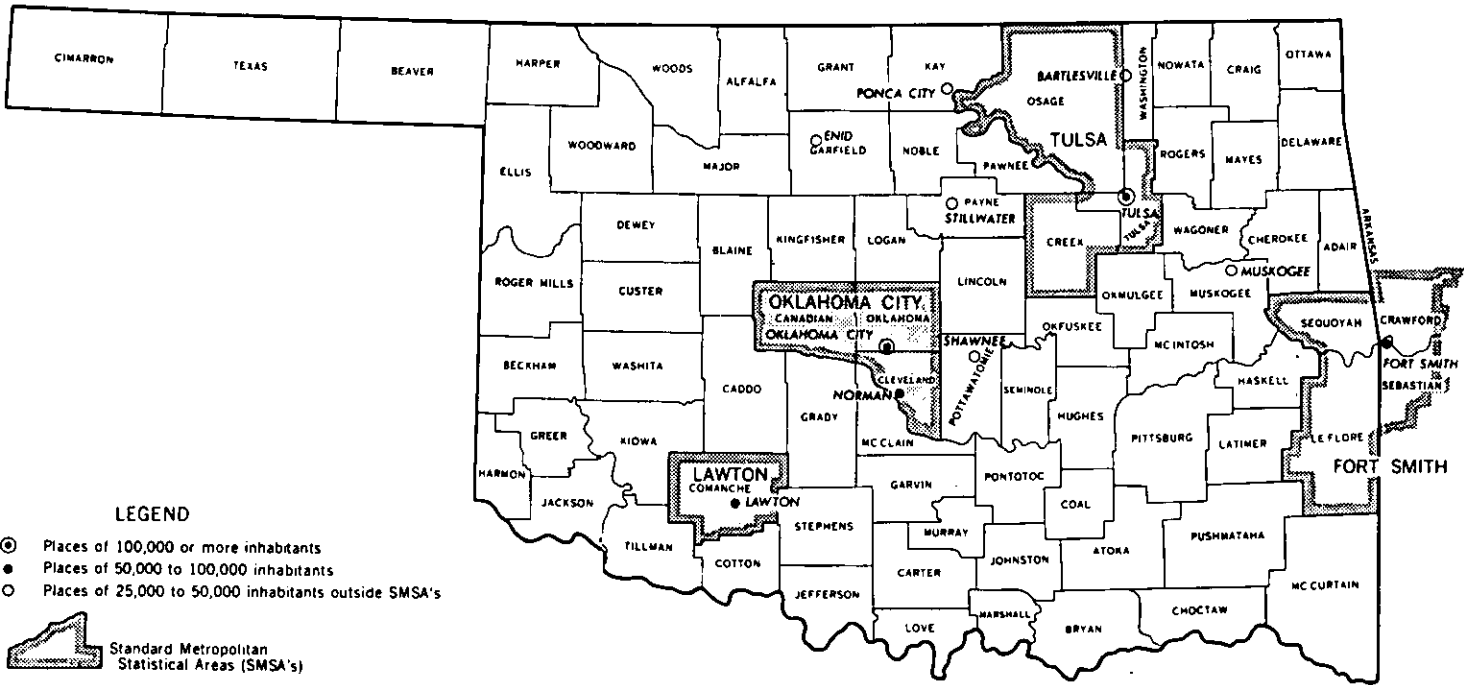 CIMARRON
TEXAS
BEAVER
HARPER
WOODS
ALFALFA
GRANT
KAY
PONCA CITY
BARTLESVILLE
OSAGE
WASHINGTON
NOWATA
CRAIG
OTTAWA
ELLIS
WOODWARD
MAJOR
ENID
GARFIELD
NOBLE
PAWNEE
TULSA
ROGERS
MAYES
DELAWARE
DEWEY
BLAINE
KINGFISHER
LOGAN
PAYNE
STILLWATER
CREEK
TULSA
TULSA
WAGONER
CHEROKEE
ADAIR
ARKANSAS
ROGER MILLS
CUSTER
OKLAHOMA CITY
CANADIAN
OKLAHOMA
OKLAHOMA CITY
LINCOLN
OKMULGEE
MUSKOGEE
MUSKOGEE
SEQUOYAH
CRAWFORD
BECKHAM
WASHITA
CADDO
GRADY
CLEVELAND
NORMAN
SHAWNEE
POTTAWATOMIE
SEMINOLE
OKFUSKEE
MC INTOSH
HASKELL
FORT SMITH
SEBASTIAN
HUGHES
GREER
KIOWA
MC CLAIN
PITTSBURG
LATIMER
LE FLORE
FORT SMITH
HARMON
JACKSON
LAWTON
COMANCHE
LAWTON
GARVIN
PONTOTOC
COAL
TILLMAN
COTTON
STEPHENS
MURRAY
JOHNSTON
ATOKA
PUSHMATAHA
JEFFERSON
CARTER
LOVE
MARSHALL
BRYAN
CHOCTAW
MC CURTAIN
LEGEND
Places of 100,000 or more inhabitants
Places of 50,000 to 100,000 inhabitants
Places of 25,000 to 50,000 inhabitants outside SMSA's
Standard Metropolitan
Statistical Areas (SMSA's)